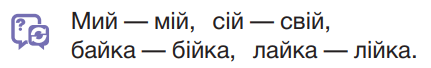 Мий — мій, сій — свій,
байка — бійка, лайка — лійка.